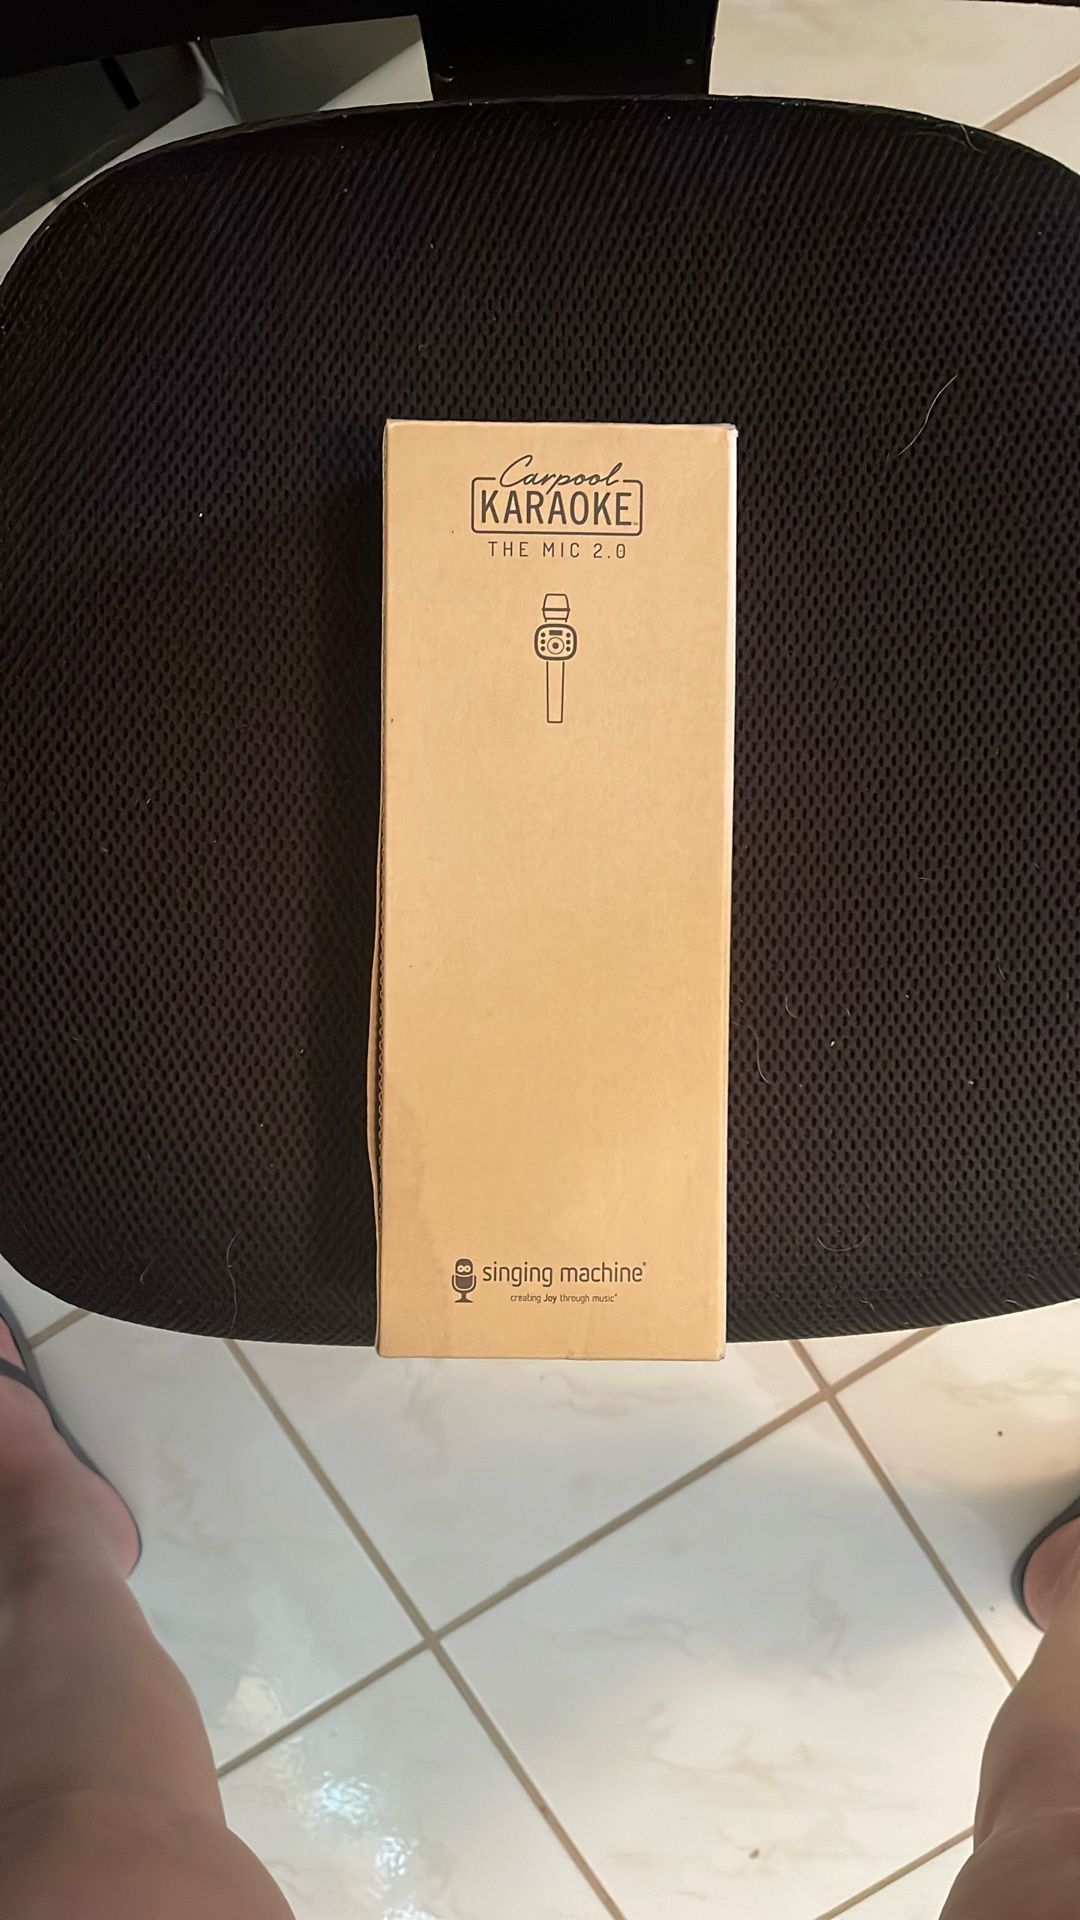 Carpool
KARAOKE
THE MIC 2.0
singing machine®
creating Joy through music®